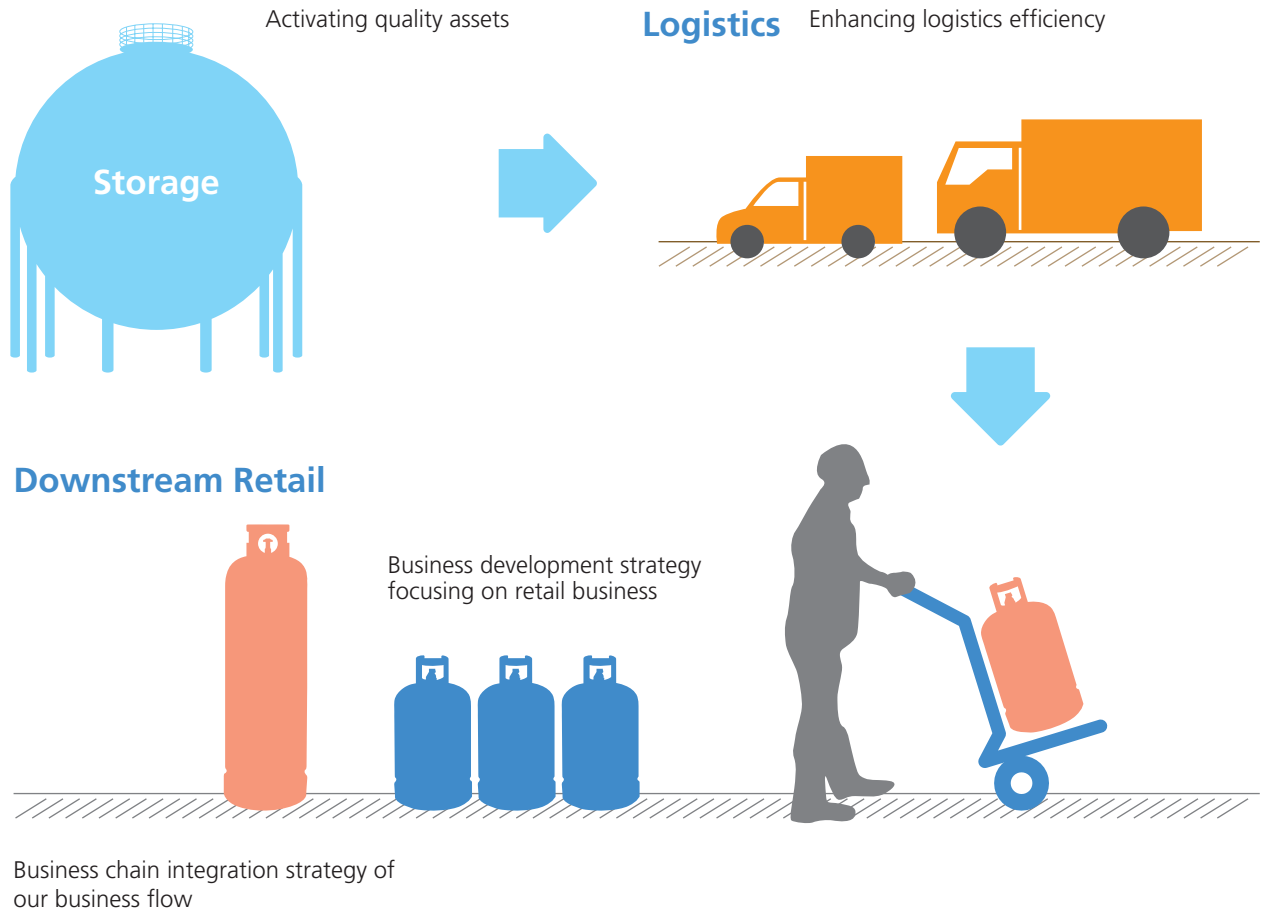 Activating quality assets
Logistics Enhancing logistics efficiency
Storage
Downstream Retail
Business development strategy
focusing on retail business
Business chain integration strategy of
our business flow